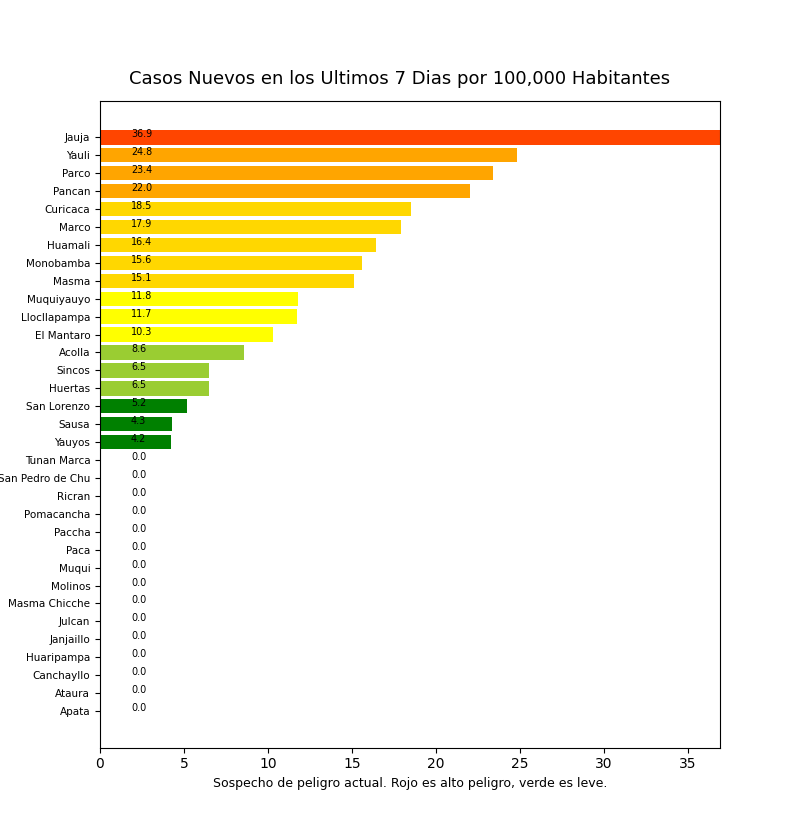 Casos Nuevos en los Ultimos 7 Dias por 100,000 Habitantes
Jauja 36.9
Yauli 24.8
Parco 23.4
Pancan 22.0
Curicaca 18.5
Marco 17.9
Huamali 16.4
Monobamba 15.6
Masma 15.1
Muquiyauyo 11.8
Llocllapampa 11.7
El Mantaro 10.3
Acolla 8.6
Sincos 6.5
Huertas 6.5
San Lorenzo 5.2
Sausa 4.3
Yauyos 4.2
Tunan Marca 0.0
San Pedro de Chu 0.0
Ricran 0.0
Pomacancha 0.0
Paccha 0.0
Paca 0.0
Muqui 0.0
Molinos 0.0
Masma Chicche 0.0
Julcan 0.0
Janjaillo 0.0
Huaripampa 0.0
Canchayllo 0.0
Ataura 0.0
Apata 0.0
0 5 10 15 20 25 30 35
Sospecho de peligro actual. Rojo es alto peligro, verde es leve.